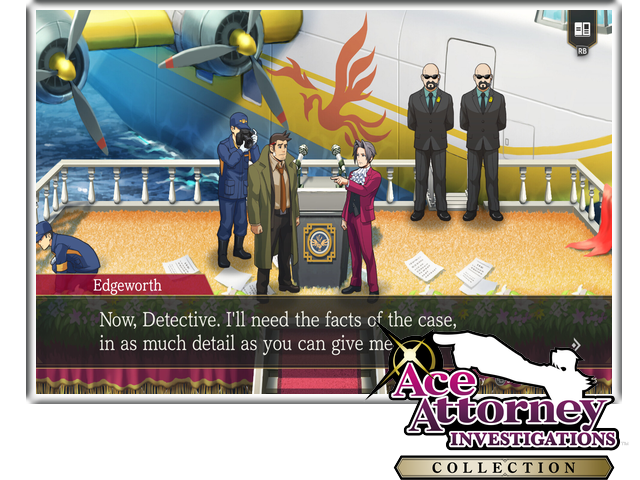 RB
Edgeworth
Now, Detective. I'll need the facts of the case,
in as much detail as you can give me
Ace
Attorney
INVESTIGATIONS
COLLECTION